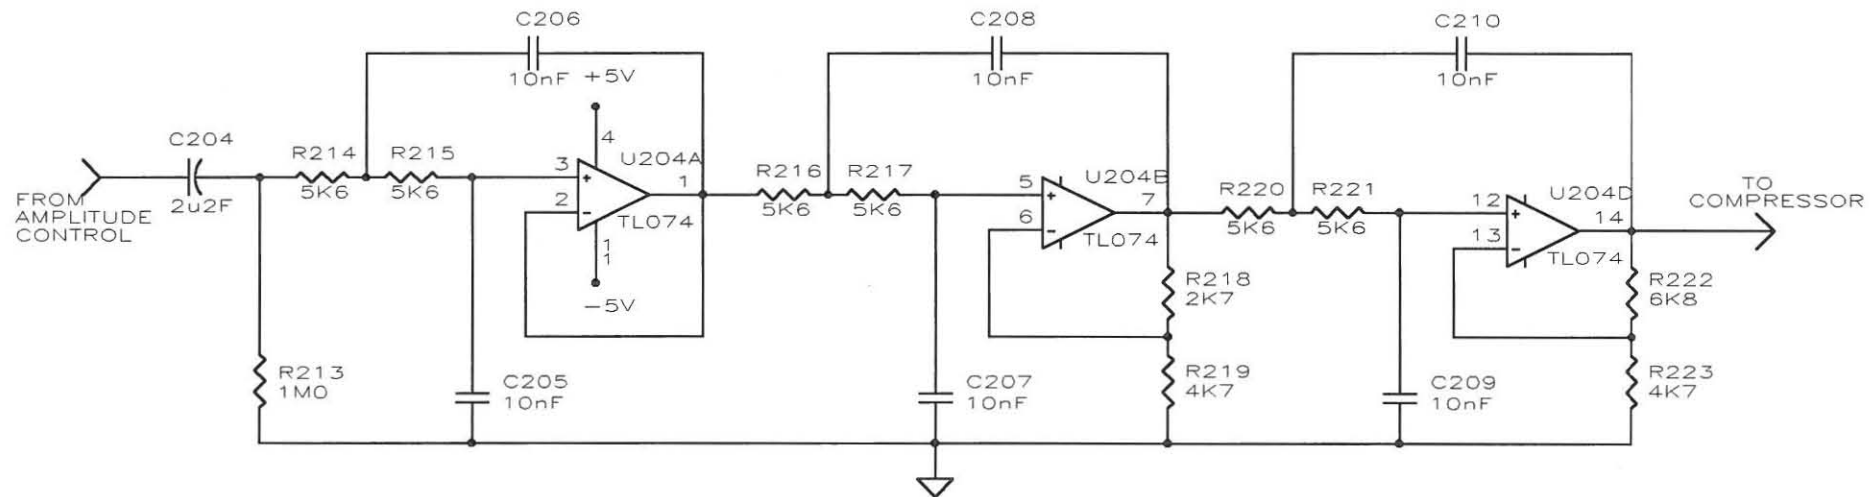 C206
10nF
+5V
C208
10nF
C210
10nF
C204
2u2F
FROM
AMPLITUDE
CONTROL
R214
5K6
R215
5K6
3
2
4
U204A
1
TL074
1
1
-5V
R216
5K6
R217
5K6
5
6
U204B
7
TL074
R220
5K6
R221
5K6
12
13
U204D
14
TL074
TO
COMPRESSOR
R213
1M0
C205
10nF
C207
10nF
R218
2K7
R219
4K7
C209
10nF
R222
6K8
R223
4K7